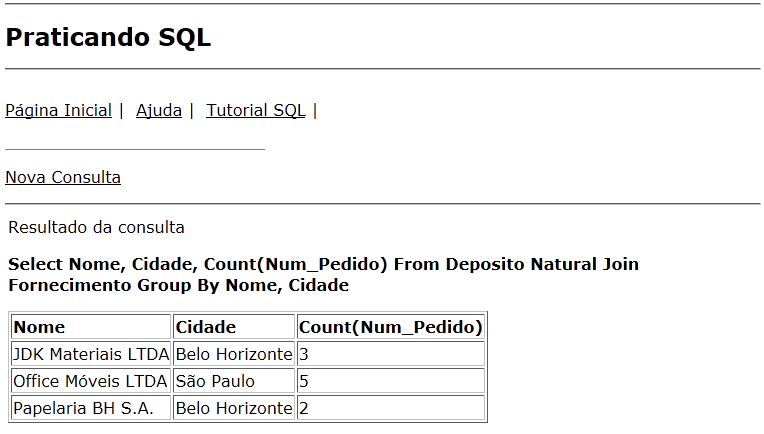 Praticando SQL
Página Inicial | Ajuda | Tutorial SQL |
Nova Consulta
Resultado da consulta
Select Nome, Cidade, Count(Num_Pedido) From Deposito Natural Join
Fornecimento Group By Nome, Cidade
Nome Cidade Count(Num_Pedido)
JDK Materiais LTDA Belo Horizonte 3
Office Móveis LTDA São Paulo 5
Papelaria BH S.A. Belo Horizonte 2